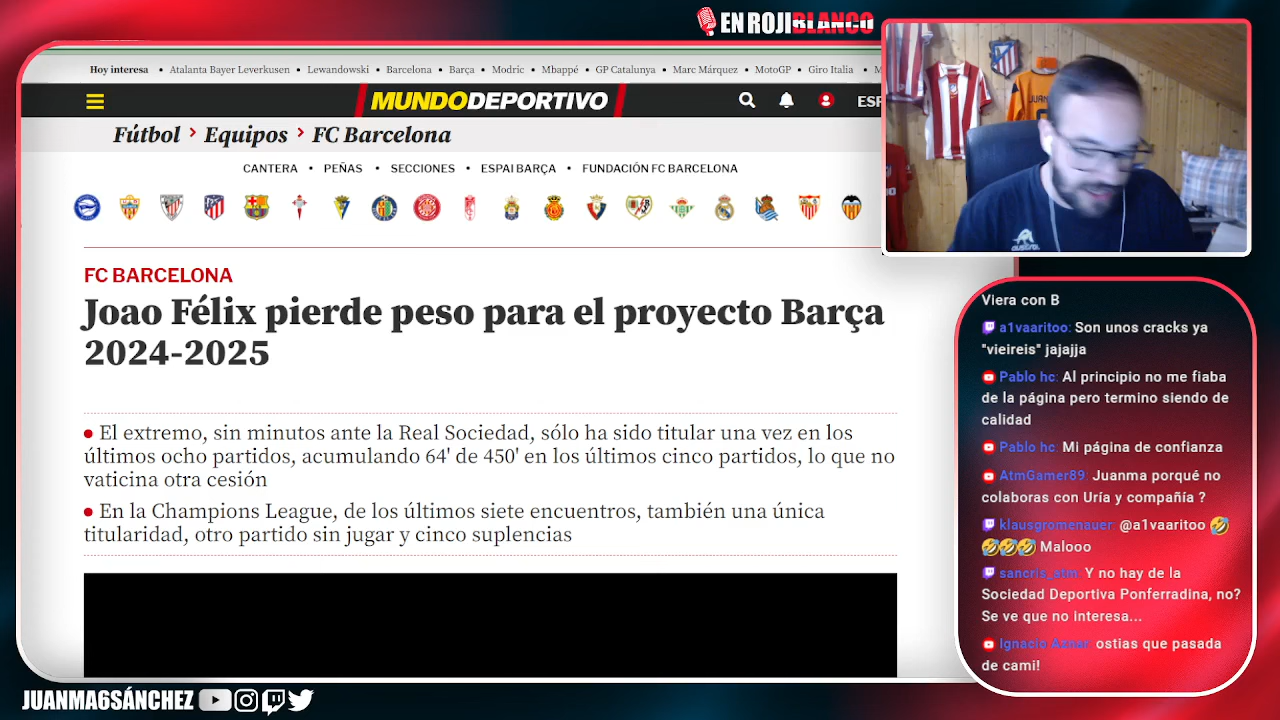 EN ROJIBLANCO
Hoy interesa • Atalanta Bayer Leverkusen • Lewandowski • Barcelona • Barça • Modric • Mbappé • GP Catalunya • Marc Márquez • MotoGP • Giro Italia • M
MUNDODEPORTIVO
ESP
Fútbol > Equipos > FC Barcelona
CANTERA • PEÑAS • SECCIONES • ESPAI BARÇA • FUNDACIÓN FC BARCELONA
FC BARCELONA
Joao Félix pierde peso para el proyecto Barça
2024-2025
• El extremo, sin minutos ante la Real Sociedad, sólo ha sido titular una vez en los
últimos ocho partidos, acumulando 64' de 450' en los últimos cinco partidos, lo que no
vaticina otra cesión
• En la Champions League, de los últimos siete encuentros, también una única
titularidad, otro partido sin jugar y cinco suplencias
Viera con B
a1vaaritoo: Son unos cracks ya
"vieireis" jajajja
Pablo hc: Al principio no me fiaba
de la página pero termino siendo de
calidad
Pablo hc: Mi página de confianza
AtmGamer89: Juanma porqué no
colaboras con Uría y compañía ?
klausgromenauer: @a1vaaritoo 🤣
🤣🤣🤣 Malooo
sancris_atm: Y no hay de la
Sociedad Deportiva Ponferradina, no?
Se ve que no interesa...
Ignacio Aznar: ostias que pasada
de cami!
JUANMA6SÁNCHEZ